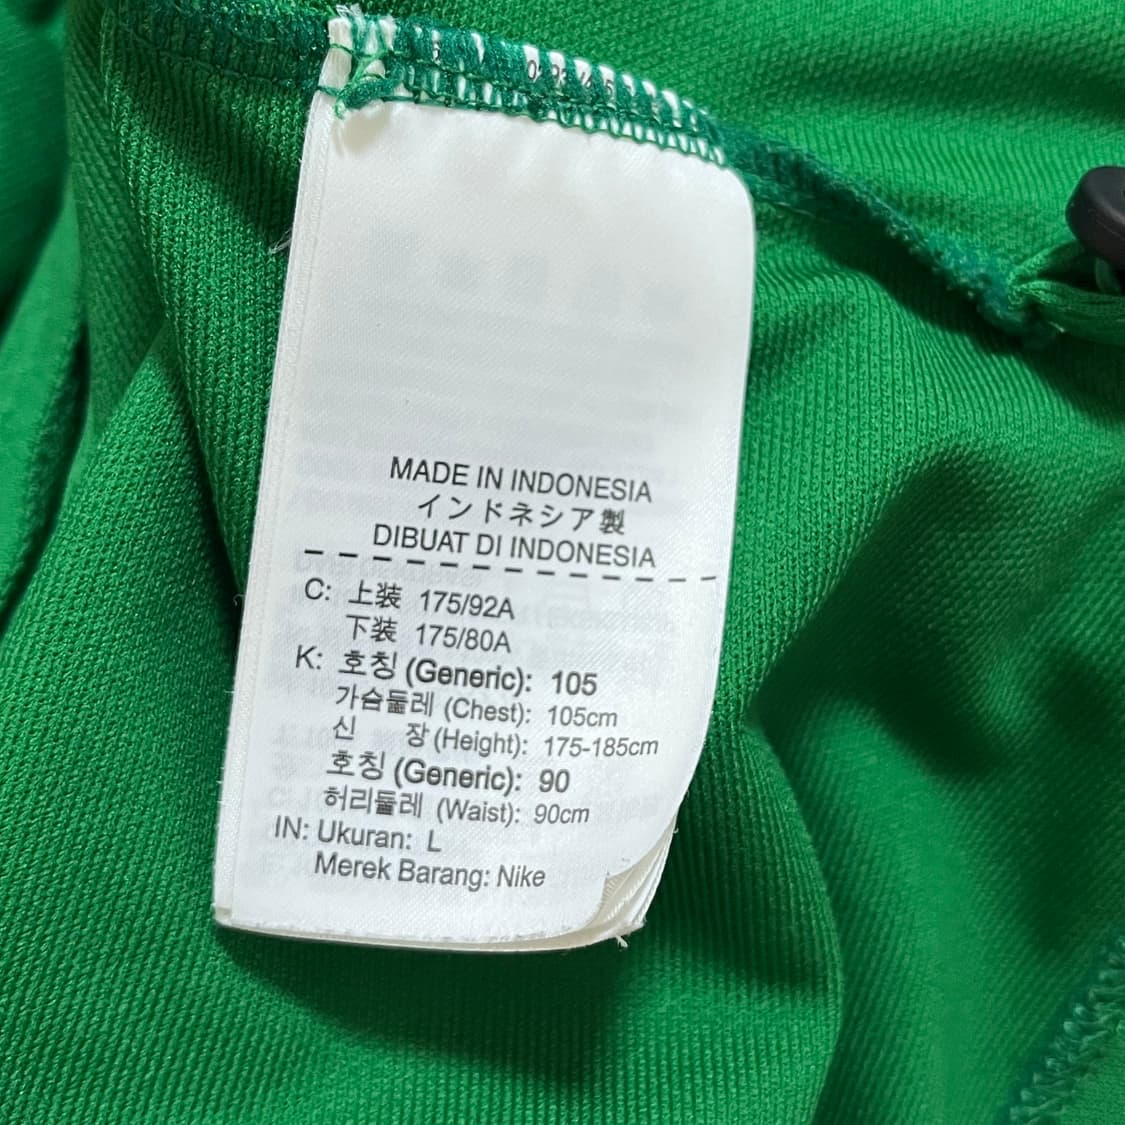 MADE IN INDONESIA
インドネシア製
DIBUAT DI INDONESIA
C: 上装 175/92A
下装 175/80A
K: 호칭 (Generic): 105
가슴둘레 (Chest): 105cm
신 장 (Height): 175-185cm
호칭 (Generic): 90
허리둘레 (Waist): 90cm
IN: Ukuran: L
Merek Barang: Nike